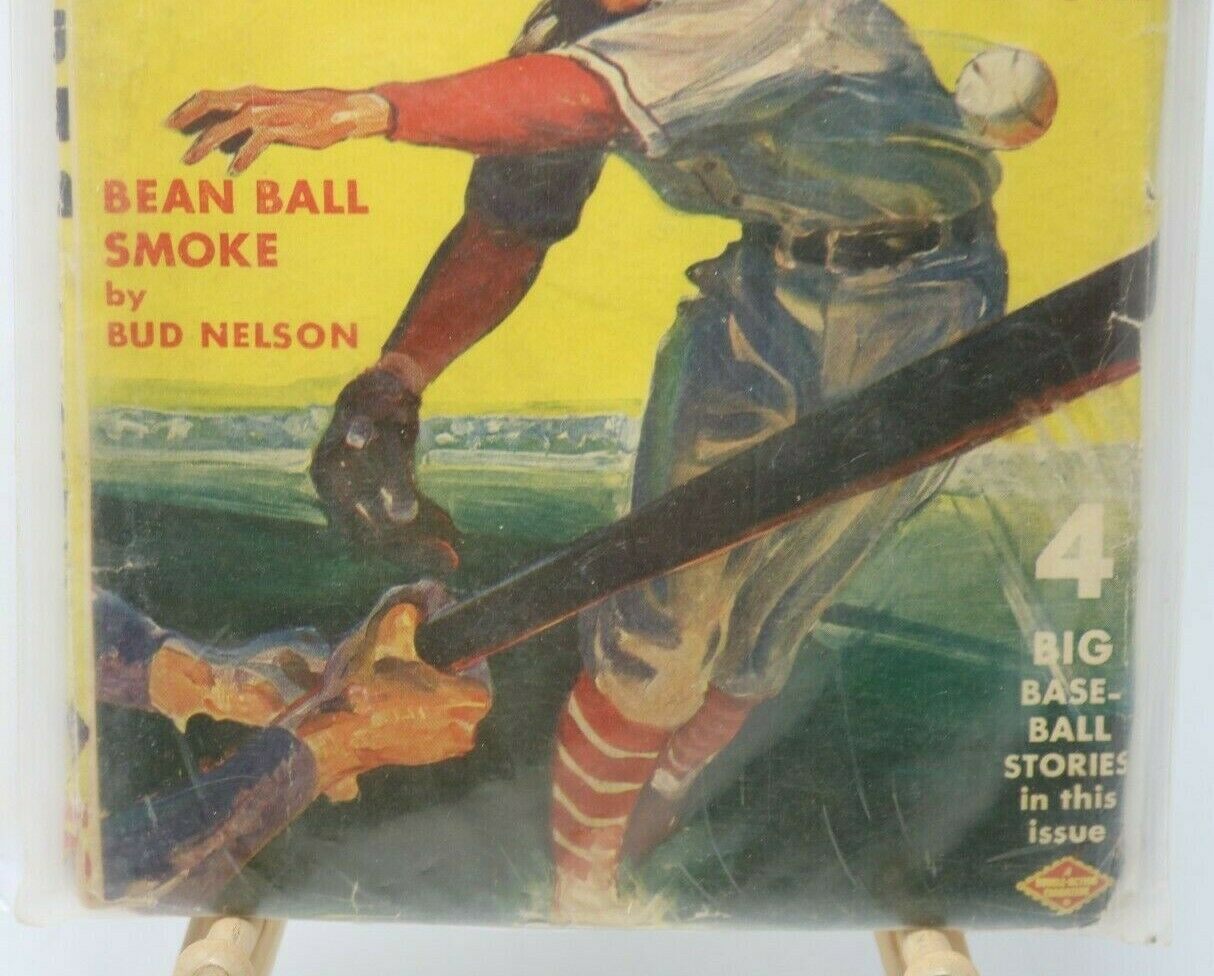 BEAN BALL
SMOKE
by
BUD NELSON
4
BIG
BASE-
BALL
STORIES
in this
issue